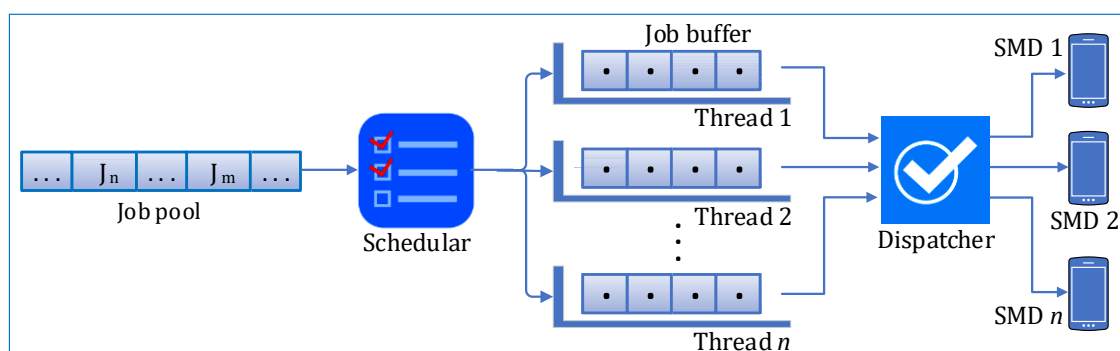 Job buffer
SMD 1
Thread 1
... Jn ... Jm ...
Job pool
Schedular
Thread 2
Dispatcher
SMD 2
Thread n
SMD n